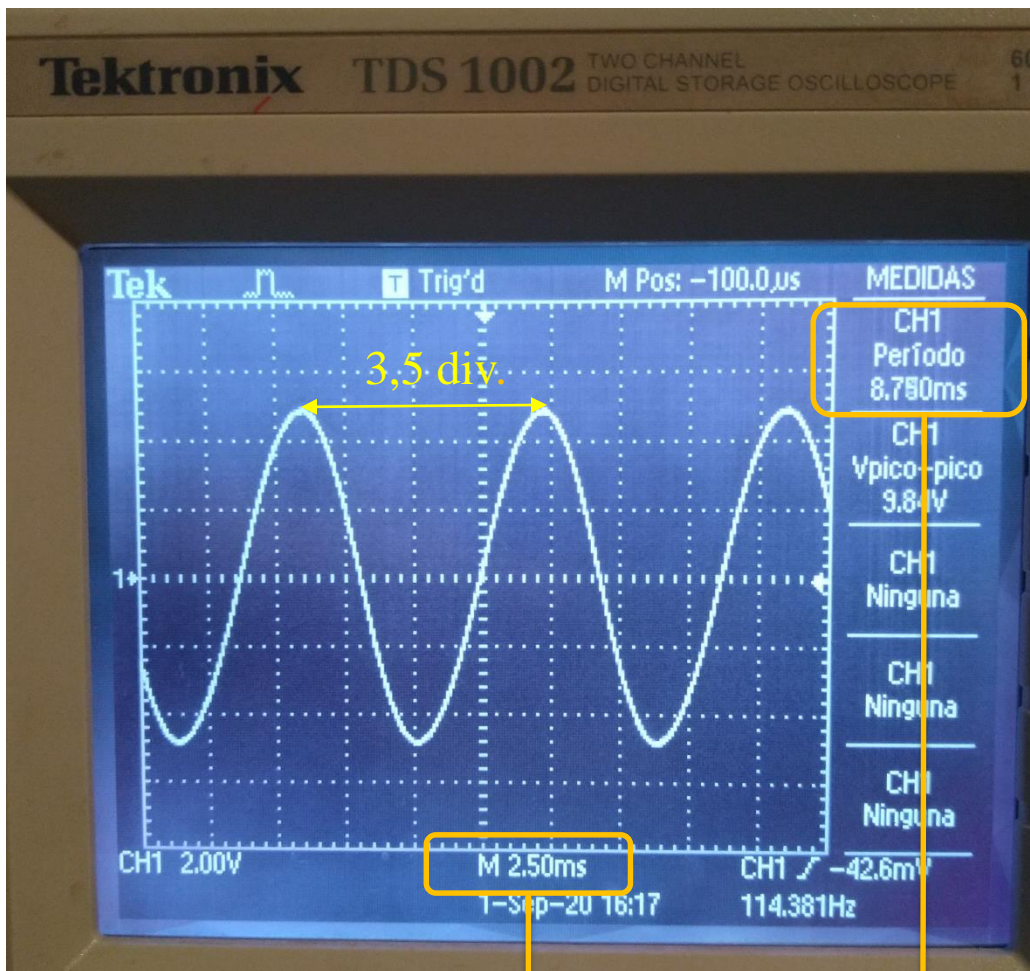 Tektronix TDS 1002 TWO CHANNEL
DIGITAL STORAGE OSCILLOSCOPE
Tek T Trig'd M Pos: -100.0µs MEDIDAS
CH1
Período
3,5 div.
CH1
Vpico-pico
9.84V
1
CH1
Ninguna
CH1
Ninguna
CH1
Ninguna
CH1 2.00V M 2.50ms CH1 -42.6mV
1-Sep-20 16:17 114.381Hz